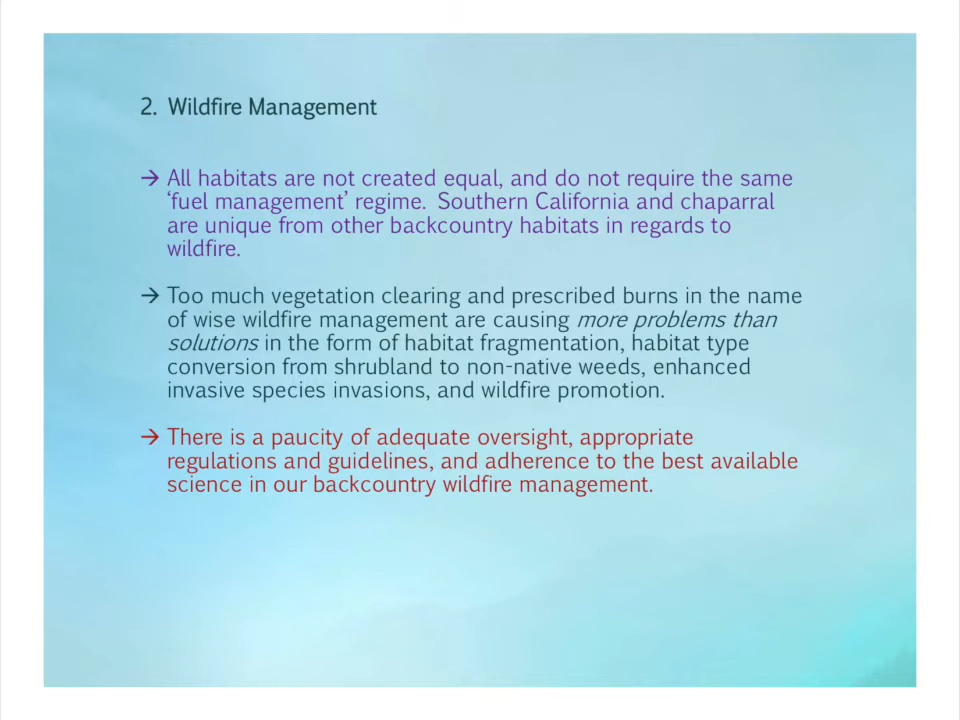 2. Wildfire Management
→ All habitats are not created equal, and do not require the same
‘fuel management’ regime. Southern California and chaparral
are unique from other backcountry habitats in regards to
wildfire.
→ Too much vegetation clearing and prescribed burns in the name
of wise wildfire management are causing more problems than
solutions in the form of habitat fragmentation, habitat type
conversion from shrubland to non-native weeds, enhanced
invasive species invasions, and wildfire promotion.
→ There is a paucity of adequate oversight, appropriate
regulations and guidelines, and adherence to the best available
science in our backcountry wildfire management.